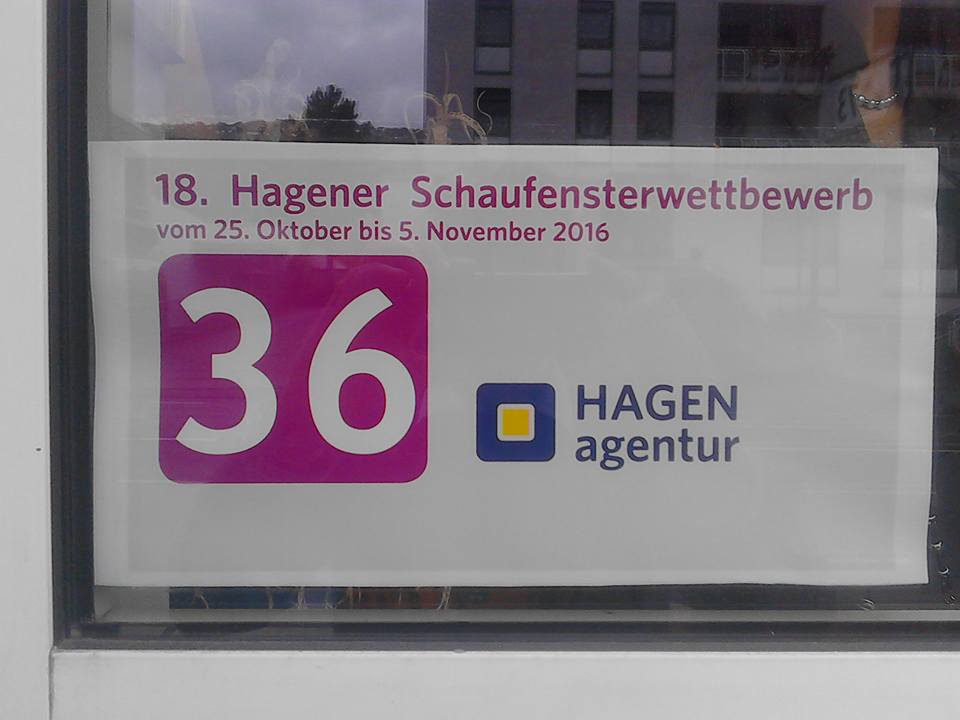 18. Hagener Schaufensterwettbewerb
vom 25. Oktober bis 5. November 2016
36
HAGEN
agentur